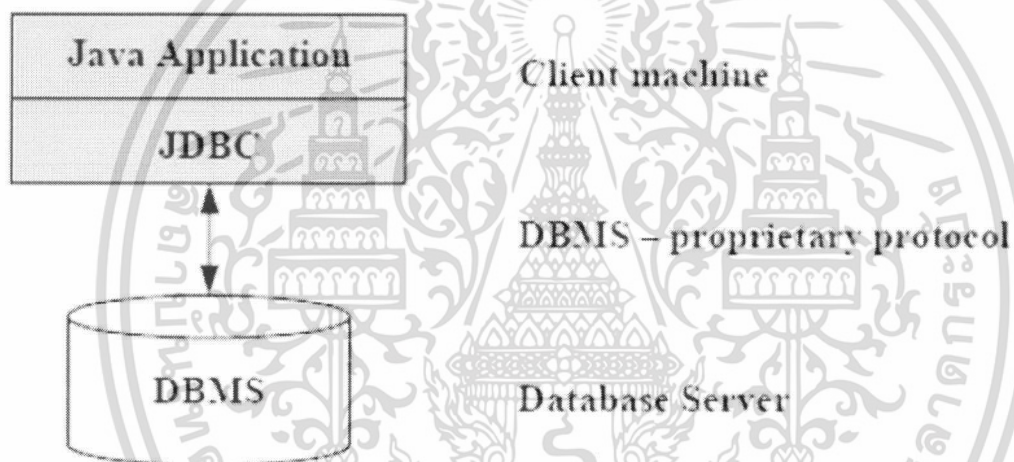 Java Application
Client machine
JDBC
DBMS – proprietary protocol
DBMS
Database Server